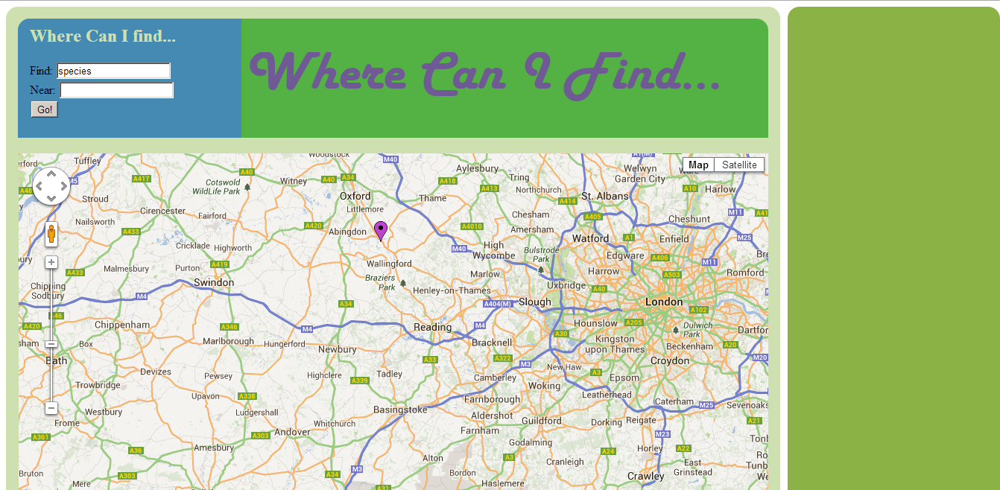 Where Can I find...
Find: species
Near:
Go!
Where Can I Find...
Map Satellite
Woodstock
M40
A1(M)
Tuffley
A40
Aylesbury
Welwyn
Garden City
A417
Cotswold
WildLife Park
Witney
A40
A34
A418
Tring
M5
A48
Stroud
Oxford
Thame
A413
Northchurch
St. Albans
A10
Harlow
Cirencester
Fairford
Littlemore
A414
Nailsworth
A433
A420
Abingdon
A4010
Chesham
Amersham
A405
Cheshunt
M11
A41
Cricklade
Highworth
M40
High
Wycombe
Bulstrode
Park
Watford
A1
Enfield
M25
Edgware
A406
M11
Malmesbury
Purton
A419
Wallingford
A433
Swindon
Braziers
Park
Marlow
Harrow
A503
Romford
Chipping
Sodbury
Henley-on-Thames
Uxbridge
A40
M4
A34
A404(M)
Slough
London
A102
A46
A420
Chippenham
A346
M4
Reading
M4
Hounslow
A205
Dulwich
Park
Dartfor
A30
Box
Marlborough
Hungerford
Newbury
Bracknell
Kingston
upon Thames
Beckenham
A20
Bath
A33
A322
M3
New Haw
Croydon
M20
Devizes
Pewsey
Highclere
A339
Tadley
Camberley
A3
Epsom
Trowbridge
Upavon
A338
Woking
Leatherhead
Westbury
Ludgershall
Basingstoke
Farnborough
Caterham
M25
Sevenoaks
Frome
Whitchurch
Aldershot
Guildford
Dorking
Reigate
A21
A361
A303
Andover
Farnham
M23
Godalming
A36
Amesbury
Alton
A3
Cranleigh
A24
Horley
A22
Bruton
A303
A34
M3
Bordon
Crawley
East
Grinstead
Mere
A31
Haslemere